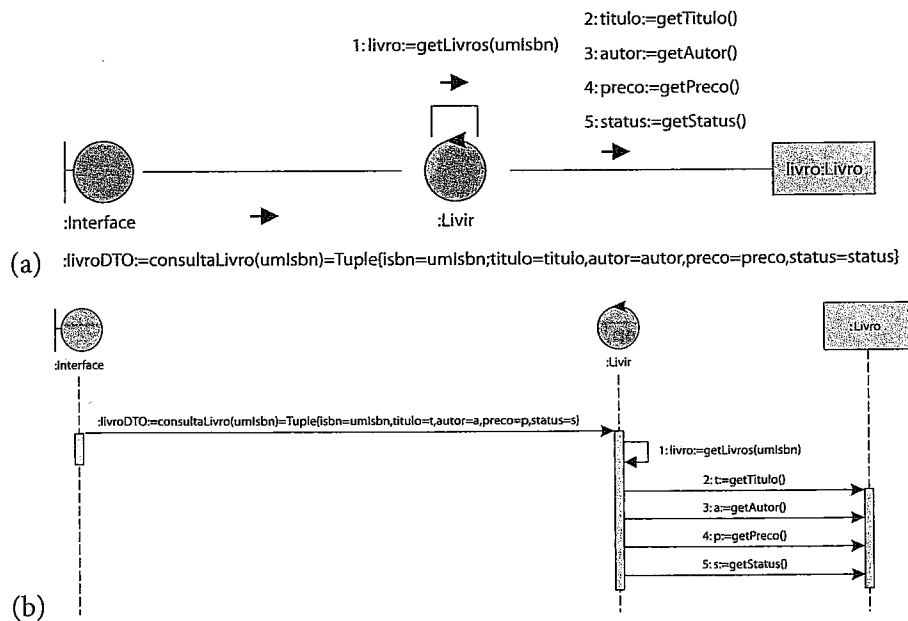 2: titulo:=getTitulo()
1: livro:=getLivros(umIsbn)
3: autor:=getAutor()
4: preco:=getPreco()
5: status:=getStatus()
livro:Livro
:Interface
:Livir
(a) :livroDTO:=consultaLivro(umIsbn)=Tuple{isbn=umIsbn;titulo=titulo,autor=autor,preco=preco,status=status}
:Livro
:Interface
:Livir
:livroDTO:=consultaLivro(umIsbn)=Tuple{isbn=umIsbn,titulo=t,autor=a,preco=p,status=s}
1: livro:=getLivros(umIsbn)
2: t:=getTitulo()
3: a:=getAutor()
4: p:=getPreco()
5: s:=getStatus()
(b)